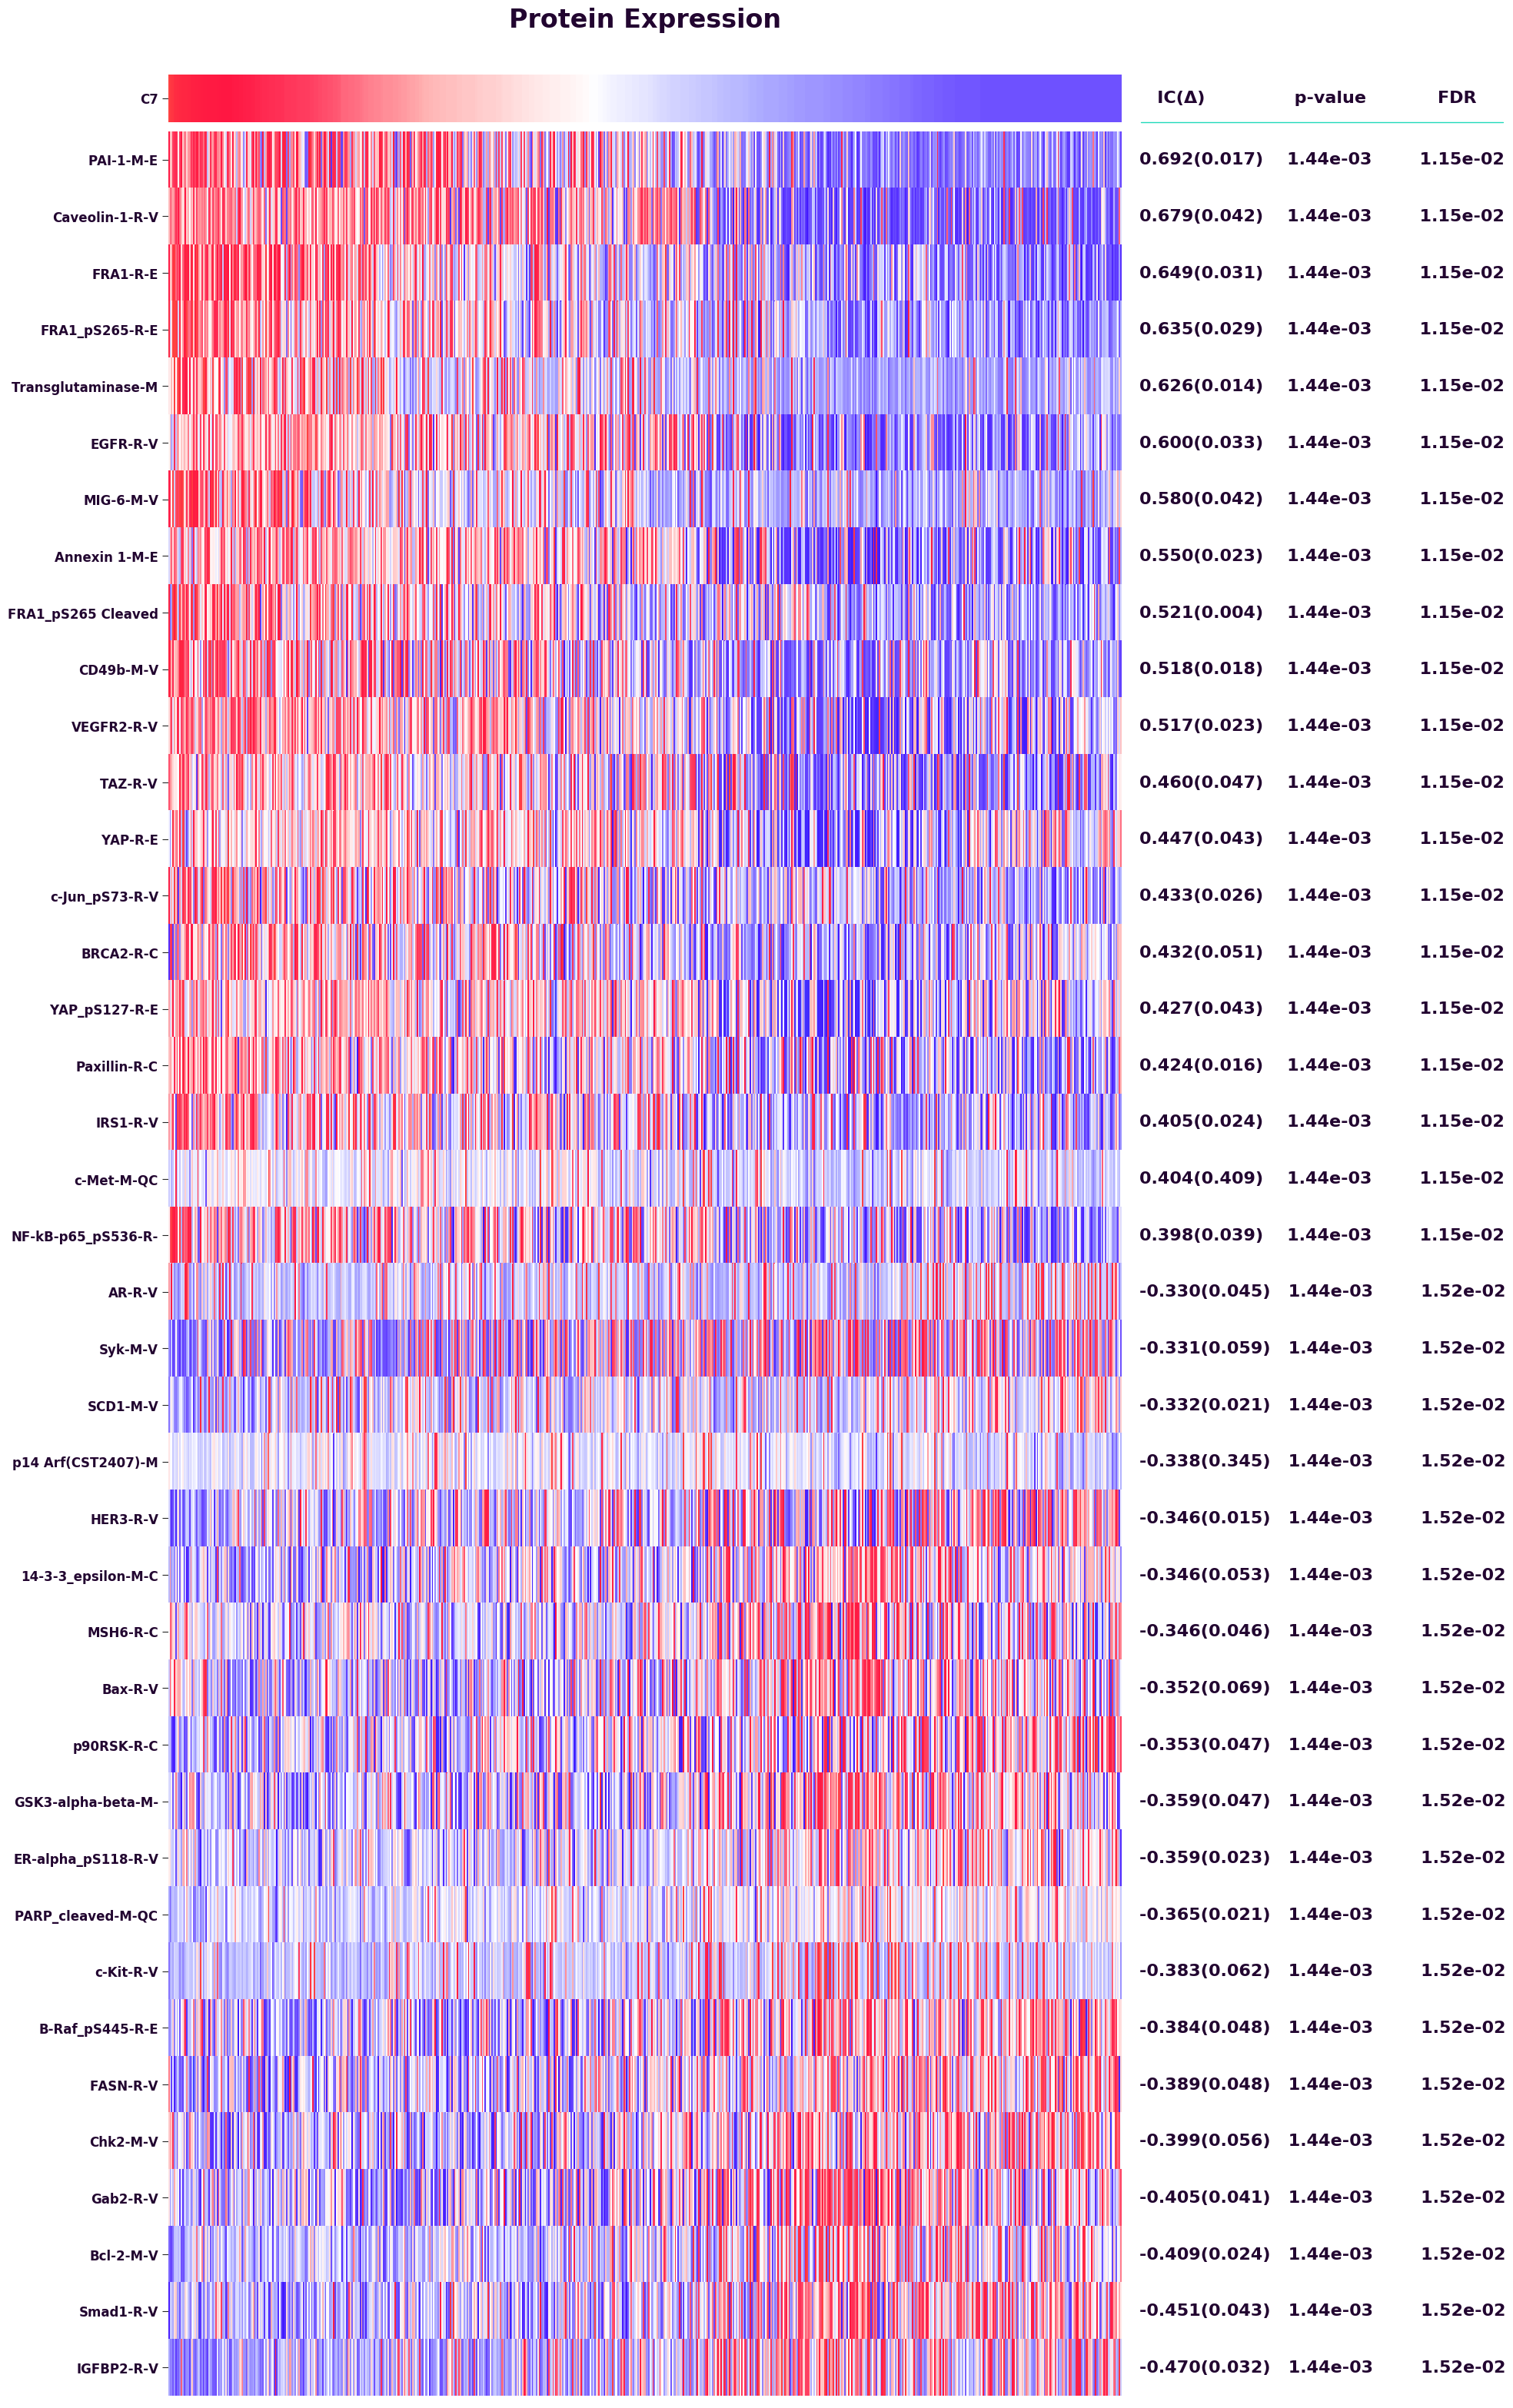 Protein Expression
C7 IC(Δ) p-value FDR
PAI-1-M-E 0.692(0.017) 1.44e-03 1.15e-02
Caveolin-1-R-V 0.679(0.042) 1.44e-03 1.15e-02
FRA1-R-E 0.649(0.031) 1.44e-03 1.15e-02
FRA1_pS265-R-E 0.635(0.029) 1.44e-03 1.15e-02
Transglutaminase-M 0.626(0.014) 1.44e-03 1.15e-02
EGFR-R-V 0.600(0.033) 1.44e-03 1.15e-02
MIG-6-M-V 0.580(0.042) 1.44e-03 1.15e-02
Annexin 1-M-E 0.550(0.023) 1.44e-03 1.15e-02
FRA1_pS265 Cleaved 0.521(0.004) 1.44e-03 1.15e-02
CD49b-M-V 0.518(0.018) 1.44e-03 1.15e-02
VEGFR2-R-V 0.517(0.023) 1.44e-03 1.15e-02
TAZ-R-V 0.460(0.047) 1.44e-03 1.15e-02
YAP-R-E 0.447(0.043) 1.44e-03 1.15e-02
c-Jun_pS73-R-V 0.433(0.026) 1.44e-03 1.15e-02
BRCA2-R-C 0.432(0.051) 1.44e-03 1.15e-02
YAP_pS127-R-E 0.427(0.043) 1.44e-03 1.15e-02
Paxillin-R-C 0.424(0.016) 1.44e-03 1.15e-02
IRS1-R-V 0.405(0.024) 1.44e-03 1.15e-02
c-Met-M-QC 0.404(0.409) 1.44e-03 1.15e-02
NF-kB-p65_pS536-R- 0.398(0.039) 1.44e-03 1.15e-02
AR-R-V -0.330(0.045) 1.44e-03 1.52e-02
Syk-M-V -0.331(0.059) 1.44e-03 1.52e-02
SCD1-M-V -0.332(0.021) 1.44e-03 1.52e-02
p14 Arf(CST2407)-M -0.338(0.345) 1.44e-03 1.52e-02
HER3-R-V -0.346(0.015) 1.44e-03 1.52e-02
14-3-3_epsilon-M-C -0.346(0.053) 1.44e-03 1.52e-02
MSH6-R-C -0.346(0.046) 1.44e-03 1.52e-02
Bax-R-V -0.352(0.069) 1.44e-03 1.52e-02
p90RSK-R-C -0.353(0.047) 1.44e-03 1.52e-02
GSK3-alpha-beta-M- -0.359(0.047) 1.44e-03 1.52e-02
ER-alpha_pS118-R-V -0.359(0.023) 1.44e-03 1.52e-02
PARP_cleaved-M-QC -0.365(0.021) 1.44e-03 1.52e-02
c-Kit-R-V -0.383(0.062) 1.44e-03 1.52e-02
B-Raf_pS445-R-E -0.384(0.048) 1.44e-03 1.52e-02
FASN-R-V -0.389(0.048) 1.44e-03 1.52e-02
Chk2-M-V -0.399(0.056) 1.44e-03 1.52e-02
Gab2-R-V -0.405(0.041) 1.44e-03 1.52e-02
Bcl-2-M-V -0.409(0.024) 1.44e-03 1.52e-02
Smad1-R-V -0.451(0.043) 1.44e-03 1.52e-02
IGFBP2-R-V -0.470(0.032) 1.44e-03 1.52e-02